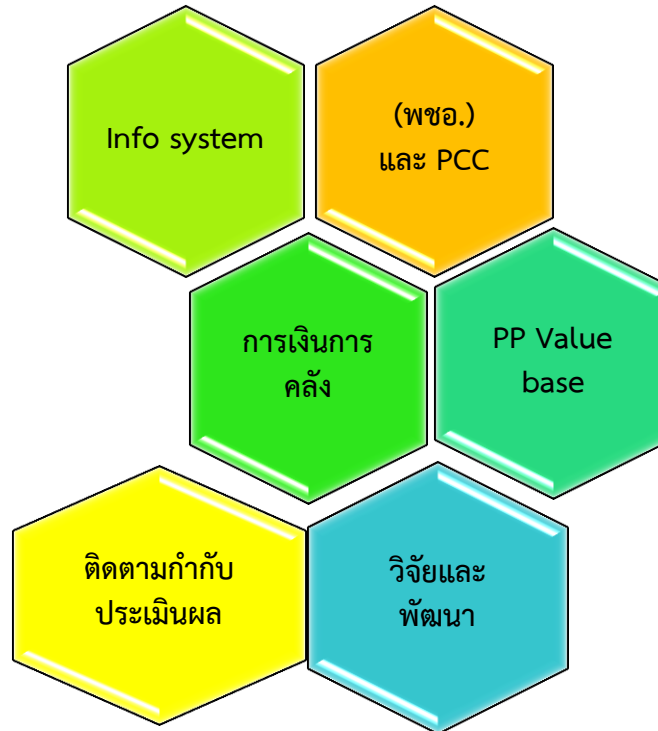 Info system
(พชอ.)
และ PCC
การเงินการ
คลัง
PP Value
base
ติดตามกำกับ
ประเมินผล
วิจัยและ
พัฒนา